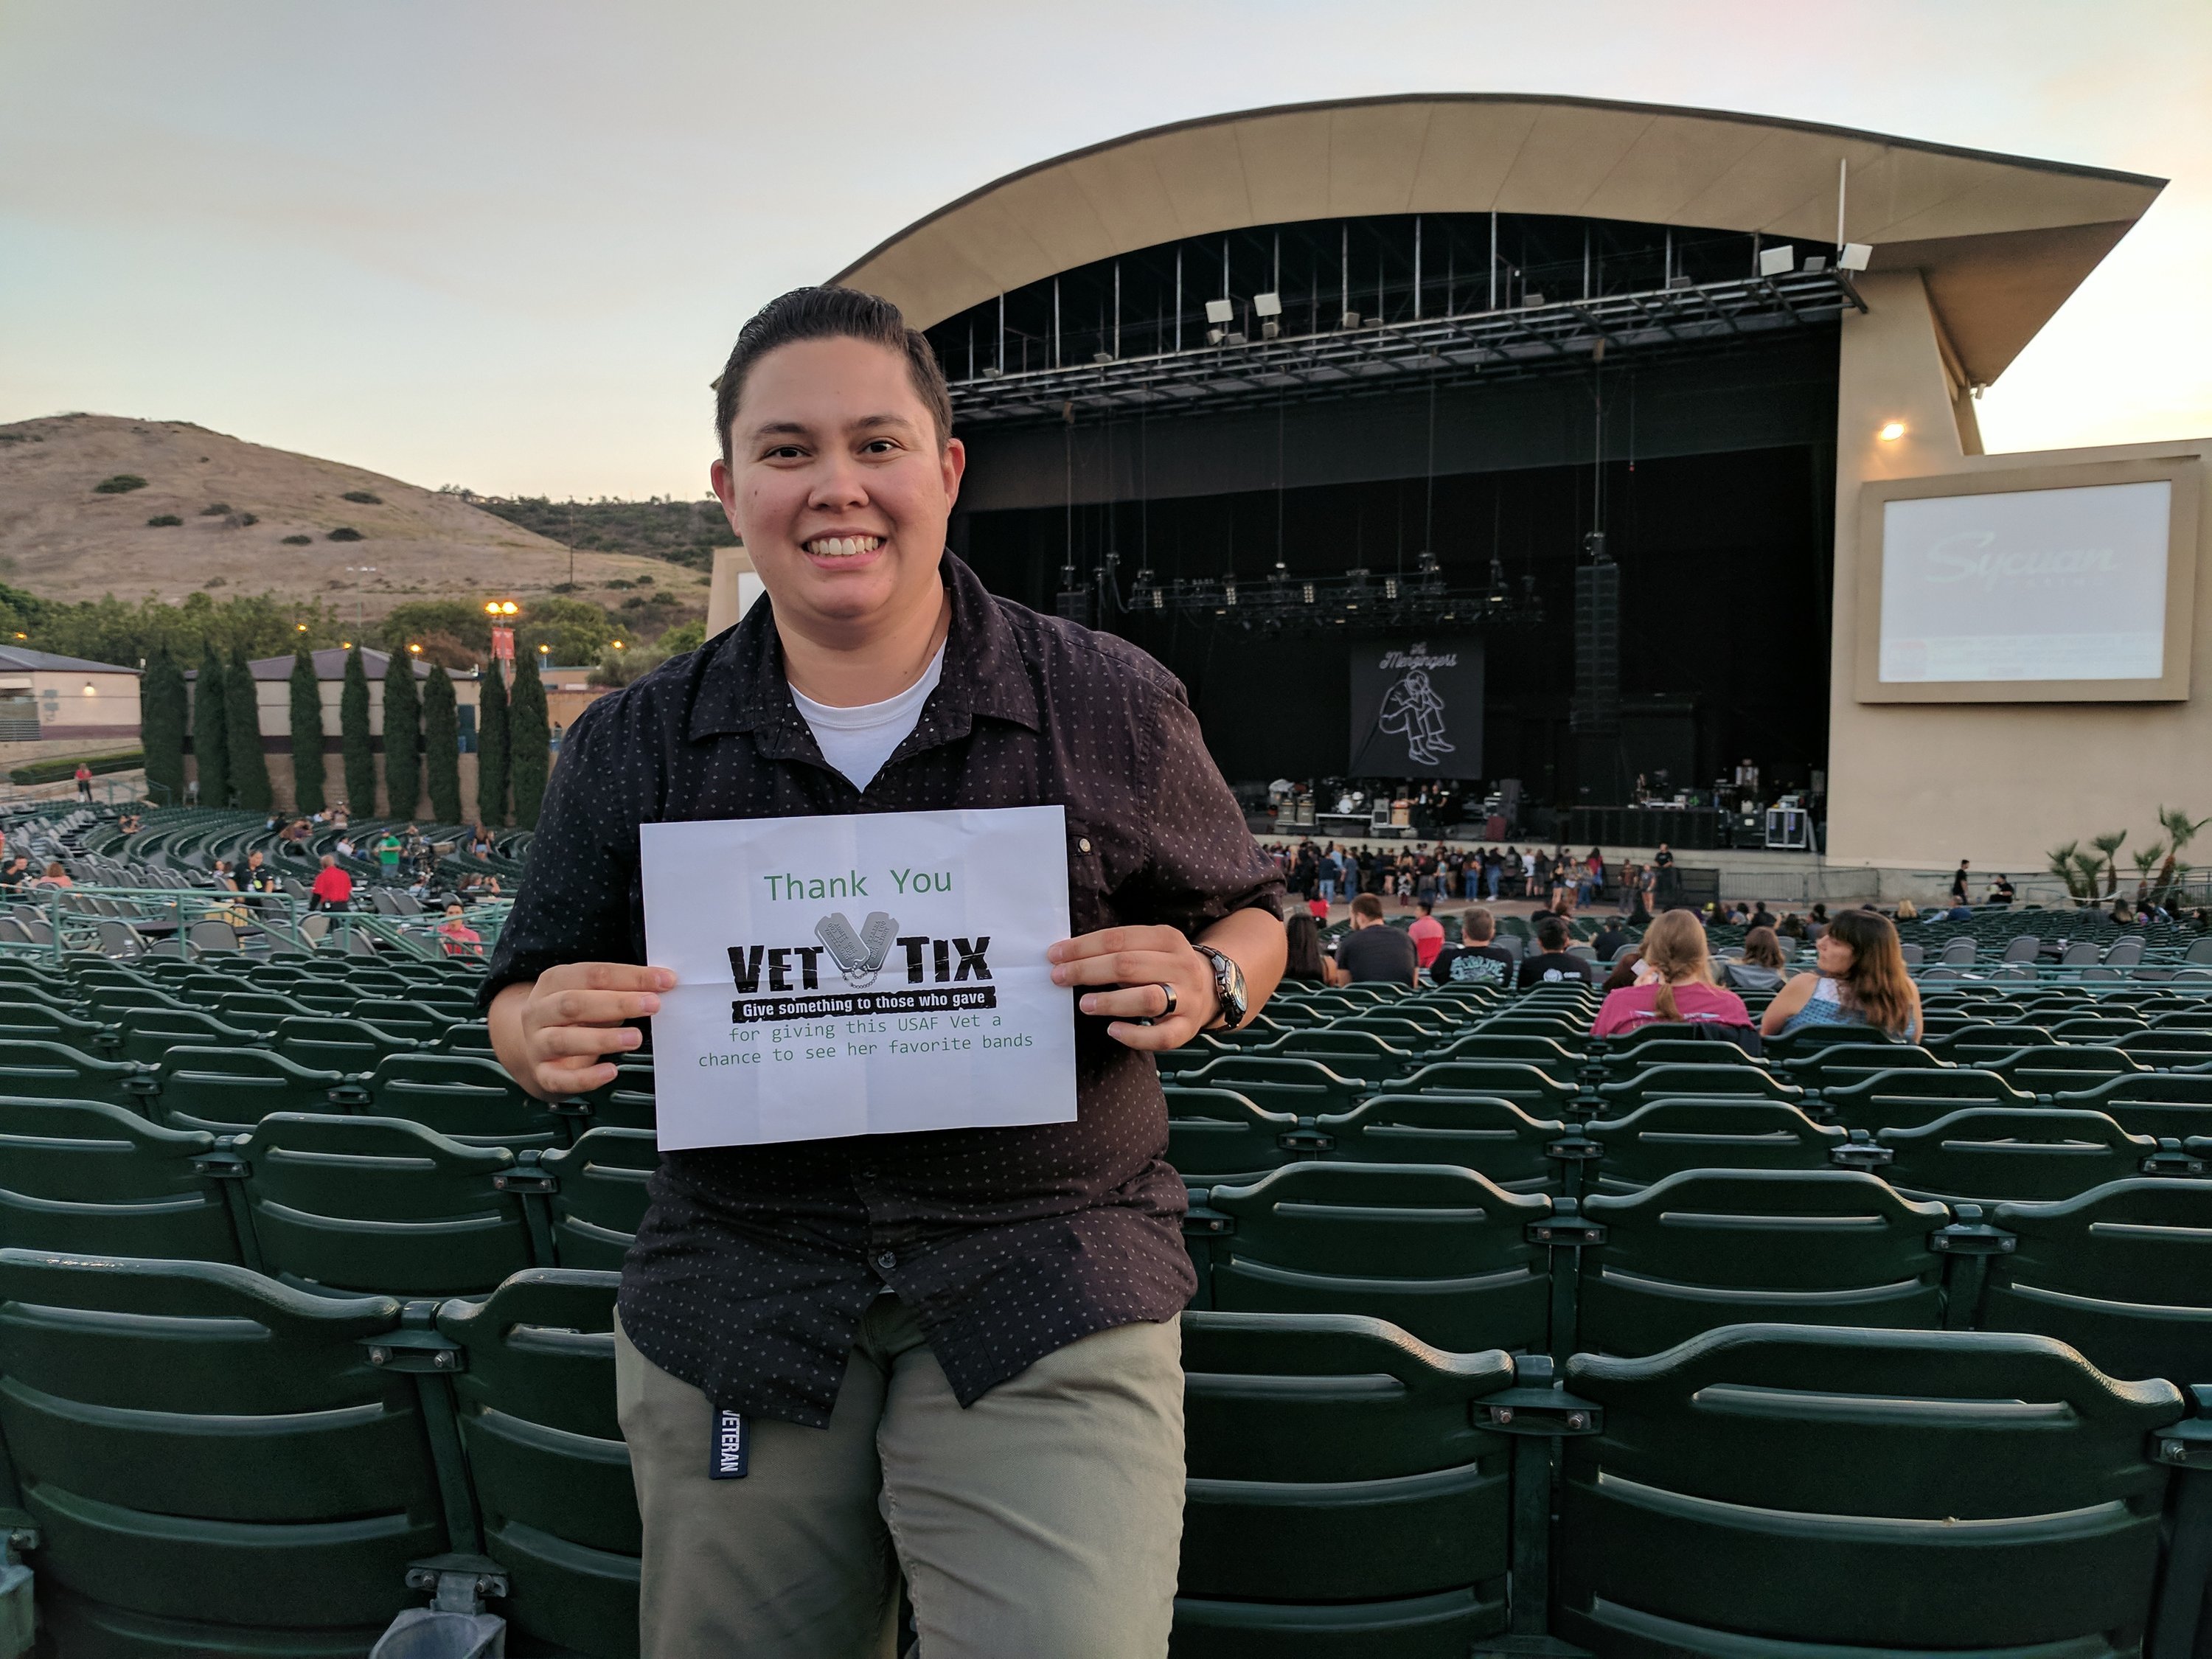 The
Menzingers
Sycuan
Thank You
VET TIX
Give something to those who gave
for giving this USAF Vet a
chance to see her favorite bands
VETERAN